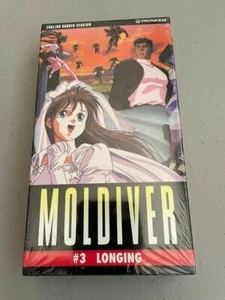 ENGLISH DUBBED VERSION
PIONEER
MOLDIVER
#3 LONGING